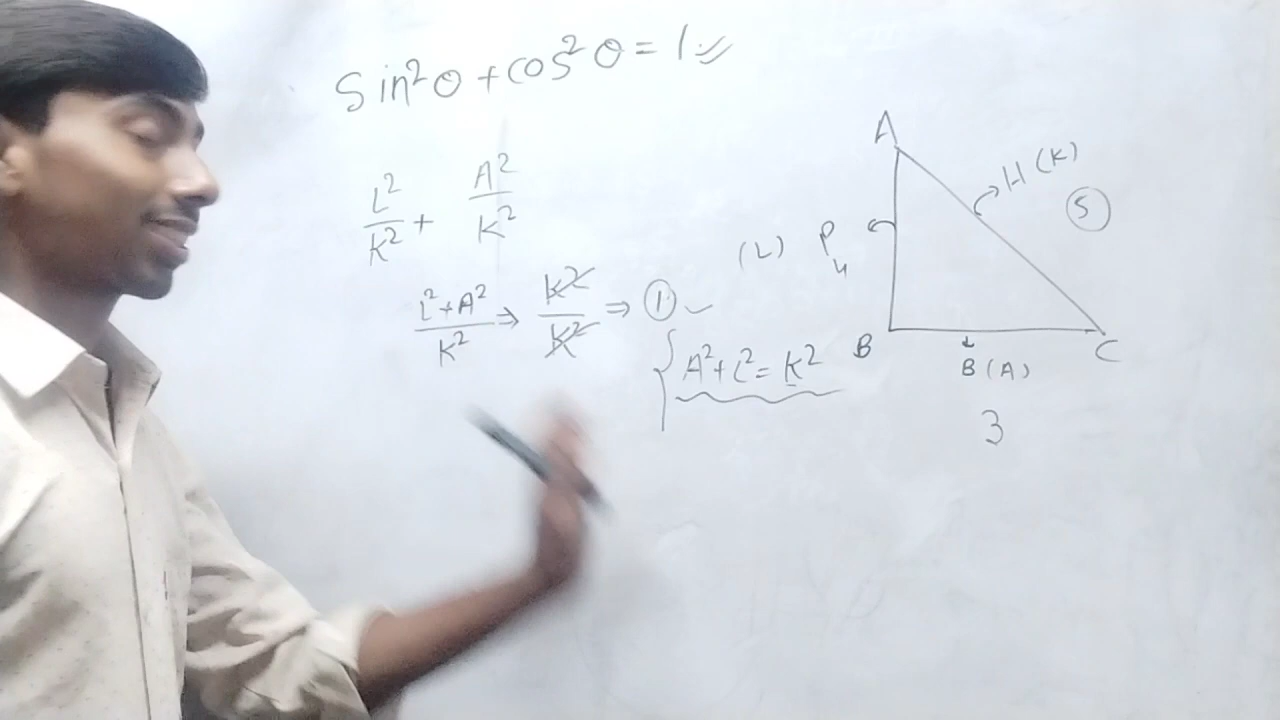 Sin²θ + cos²θ = 1
L²/K² + A²/K²
L²+A²/K² ⇒ K²/K² ⇒ 1
A²+L² = K²
A
H (K)
5
(L) P
4
B
C
B (A)
3